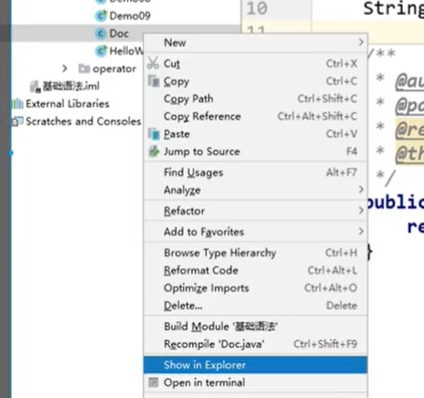 Demo09
Doc
HelloW
operator
基础语法.iml
External Libraries
Scratches and Consoles
New
Cut Ctrl+X
Copy Ctrl+C
Copy Path Ctrl+Shift+C
Copy Reference Ctrl+Alt+Shift+C
Paste Ctrl+V
Jump to Source F4
Find Usages Alt+F7
Analyze
Refactor
Add to Favorites
Browse Type Hierarchy Ctrl+H
Reformat Code Ctrl+Alt+L
Optimize Imports Ctrl+Alt+O
Delete... Delete
Build Module '基础语法'
Recompile 'Doc.java' Ctrl+Shift+F9
Show in Explorer
Open in terminal
10 String
11
/**
* @au
* @pa
* @re
* @th
*/
public
re
}